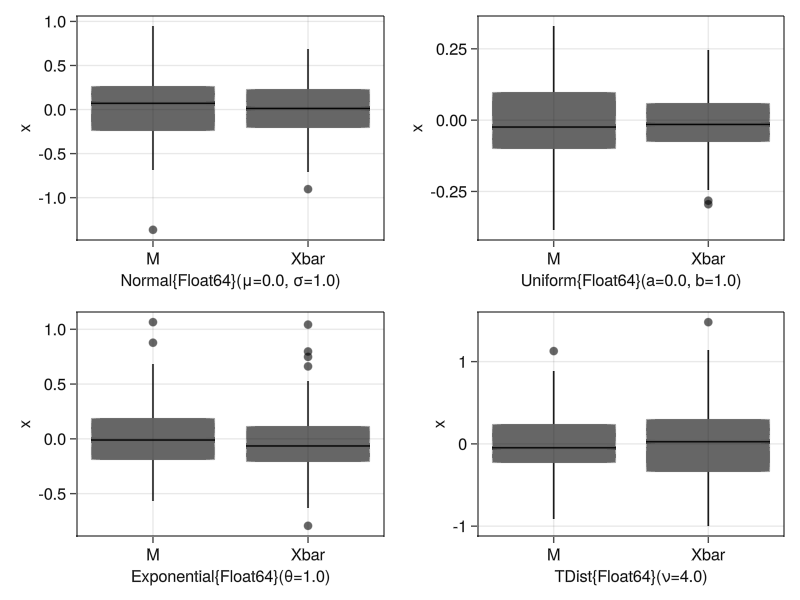 1.0
0.5
0.0
-0.5
-1.0
x
M Xbar
Normal{Float64}(μ=0.0, σ=1.0)
0.25
0.00
-0.25
x
M Xbar
Uniform{Float64}(a=0.0, b=1.0)
1.0
0.5
0.0
-0.5
x
M Xbar
Exponential{Float64}(θ=1.0)
1
0
-1
x
M Xbar
TDist{Float64}(ν=4.0)